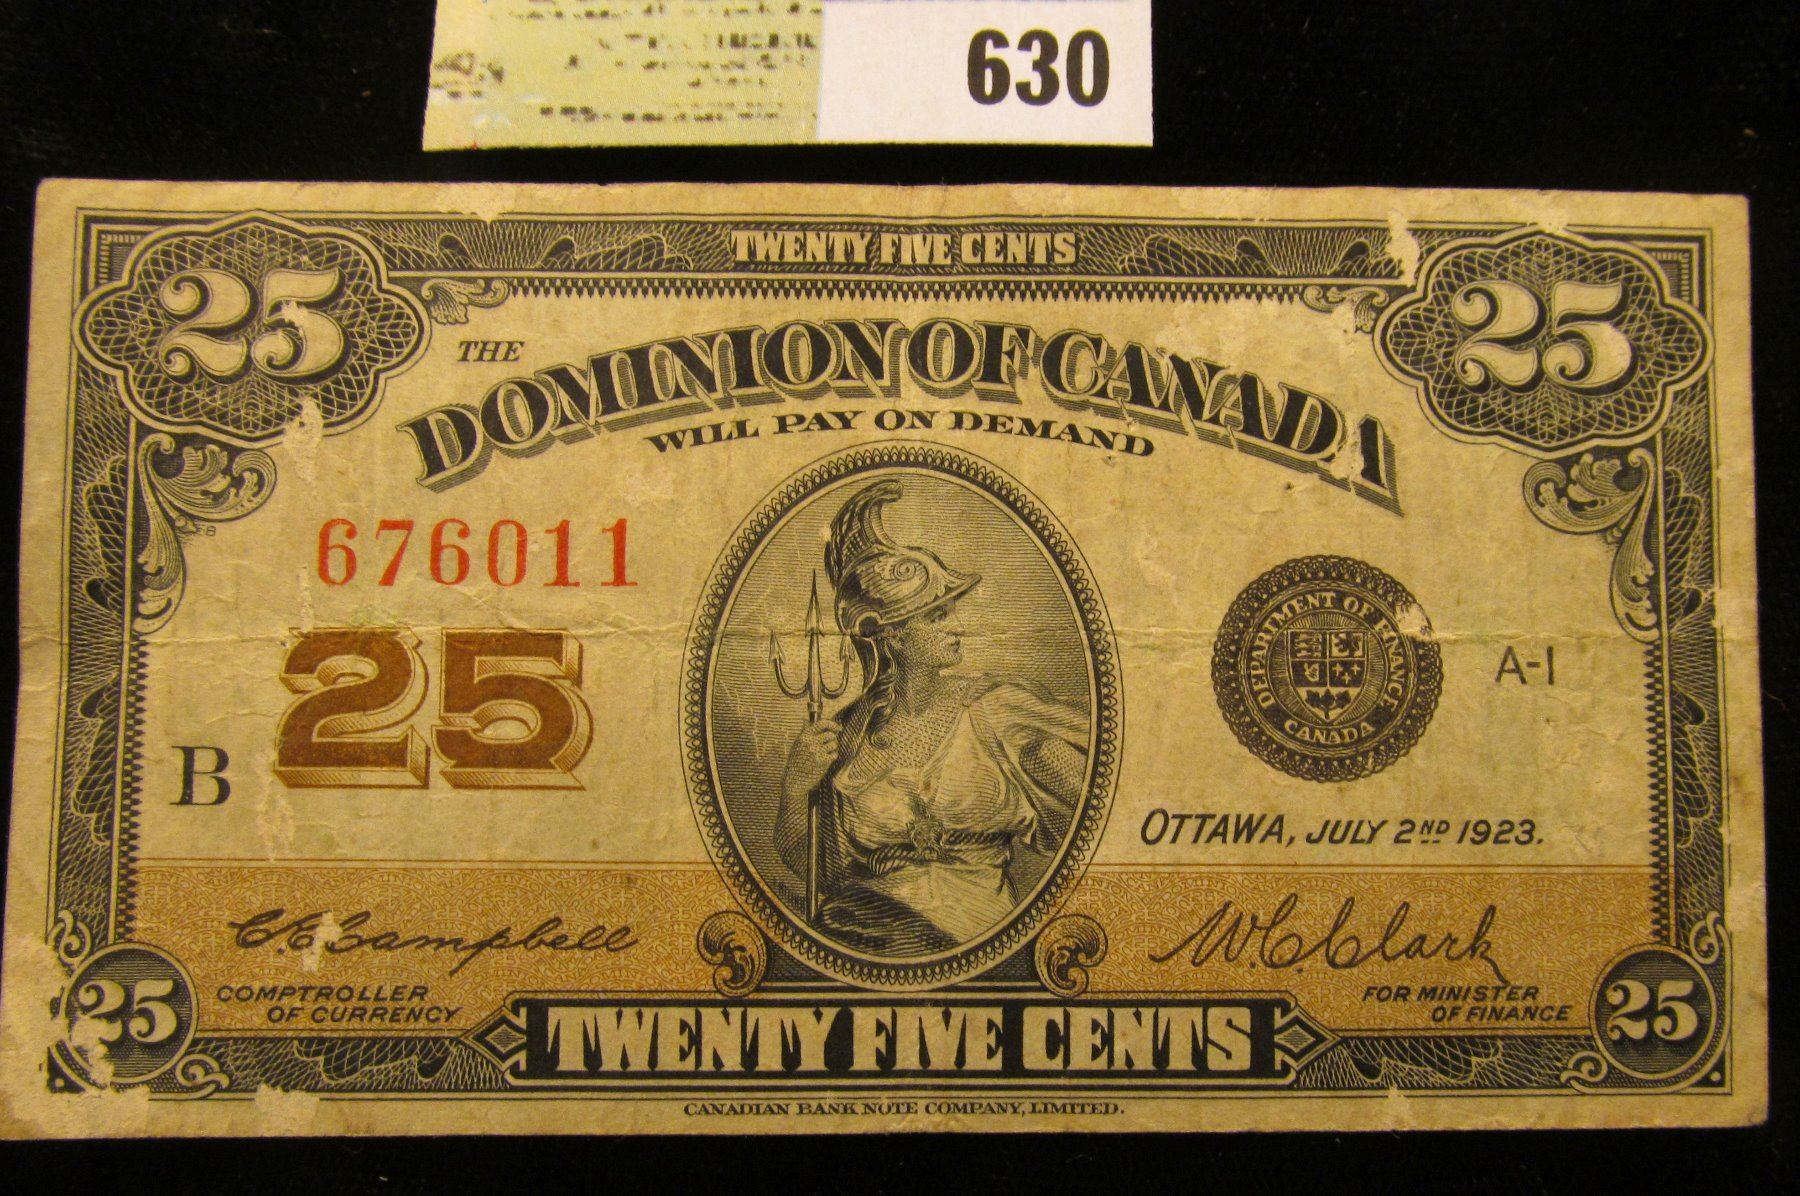 630
TWENTY FIVE CENTS
25 25
THE
DOMINION OF CANADA
WILL PAY ON DEMAND
676011
25
DEPARTMENT OF FINANCE
CANADA
A-1
B
OTTAWA, JULY 2ND 1923.
C.E. Campbell
W.C. Clark
COMPTROLLER
OF CURRENCY
FOR MINISTER
OF FINANCE
25 25
TWENTY FIVE CENTS
CANADIAN BANK NOTE COMPANY, LIMITED.